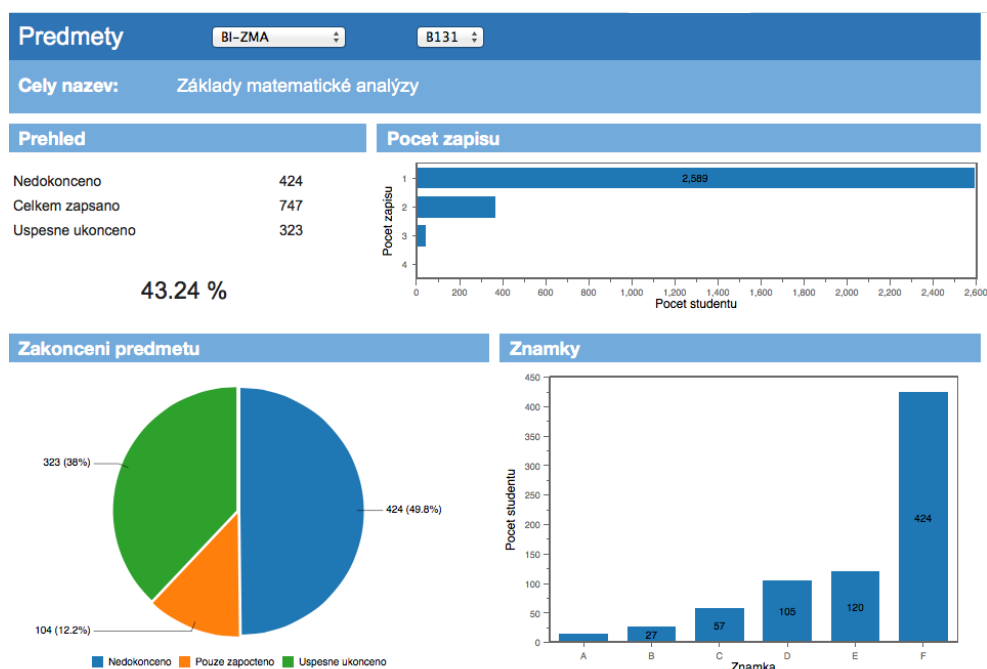 Predmety BI-ZMA B131
Cely nazev: Základy matematické analýzy
Prehled
Nedokonceno 424
Celkem zapsano 747
Uspesne ukonceno 323
43.24 %
Pocet zapisu
Pocet zapisu
1 2,589
2
3
4
0 200 400 600 800 1,000 1,200 1,400 1,600 1,800 2,000 2,200 2,400 2,600
Pocet studentu
Zakonceni predmetu
323 (38%)
424 (49.8%)
104 (12.2%)
Nedokonceno Pouze zapocteno Uspesne ukonceno
Znamky
Pocet studentu
450
400
350
300
250
200
150
100
50
0
27 57 105 120 424
A B C D E F
Znamka